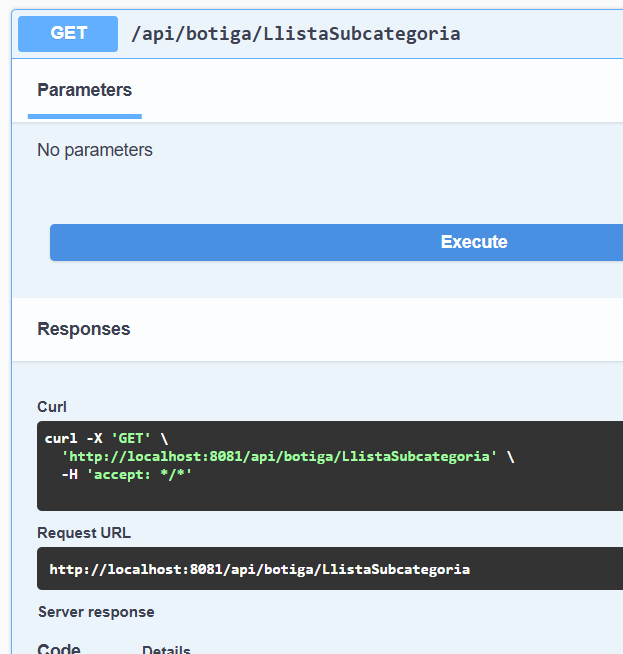 GET /api/botiga/LlistaSubcategoria
Parameters
No parameters
Execute
Responses
Curl
curl -X 'GET' \
  'http://localhost:8081/api/botiga/LlistaSubcategoria' \
  -H 'accept: */*'
Request URL
http://localhost:8081/api/botiga/LlistaSubcategoria
Server response
Code Details